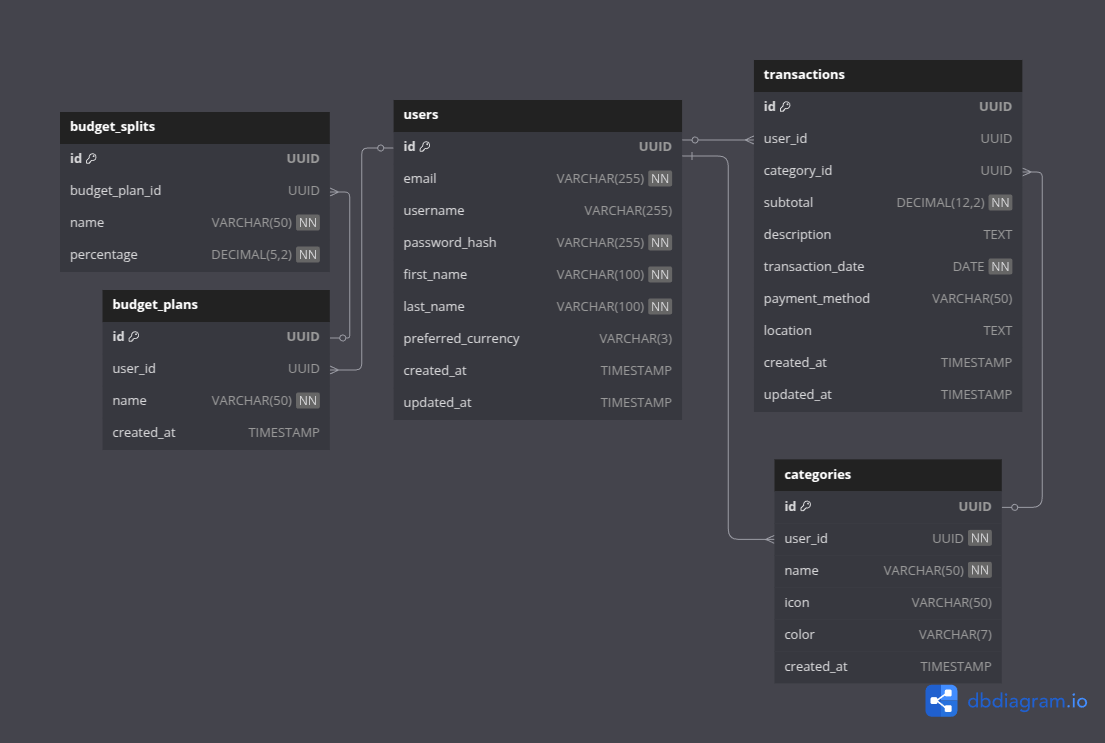 budget_splits
id UUID
budget_plan_id UUID
name VARCHAR(50) NN
percentage DECIMAL(5,2) NN
budget_plans
id UUID
user_id UUID
name VARCHAR(50) NN
created_at TIMESTAMP
users
id UUID
email VARCHAR(255) NN
username VARCHAR(255)
password_hash VARCHAR(255) NN
first_name VARCHAR(100) NN
last_name VARCHAR(100) NN
preferred_currency VARCHAR(3)
created_at TIMESTAMP
updated_at TIMESTAMP
transactions
id UUID
user_id UUID
category_id UUID
subtotal DECIMAL(12,2) NN
description TEXT
transaction_date DATE NN
payment_method VARCHAR(50)
location TEXT
created_at TIMESTAMP
updated_at TIMESTAMP
categories
id UUID
user_id UUID NN
name VARCHAR(50) NN
icon VARCHAR(50)
color VARCHAR(7)
created_at TIMESTAMP
dbdiagram.io